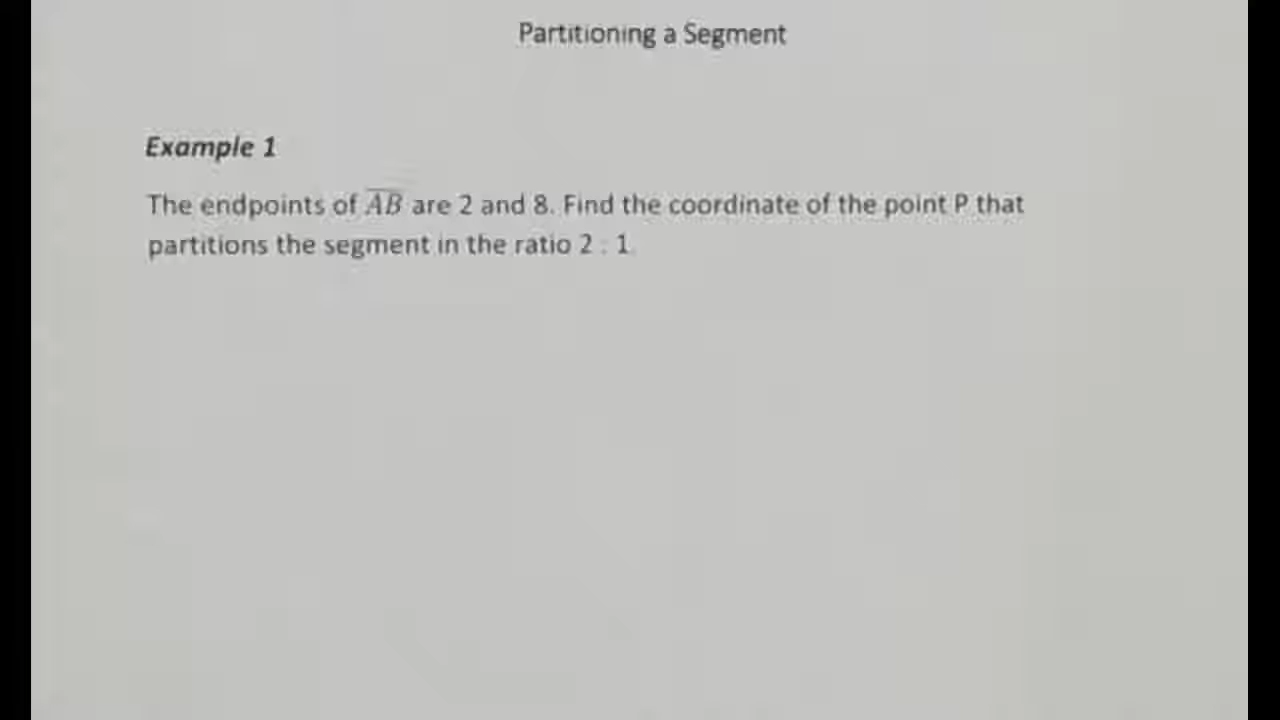 Partitioning a Segment
Example 1
The endpoints of AB are 2 and 8. Find the coordinate of the point P that
partitions the segment in the ratio 2 : 1.